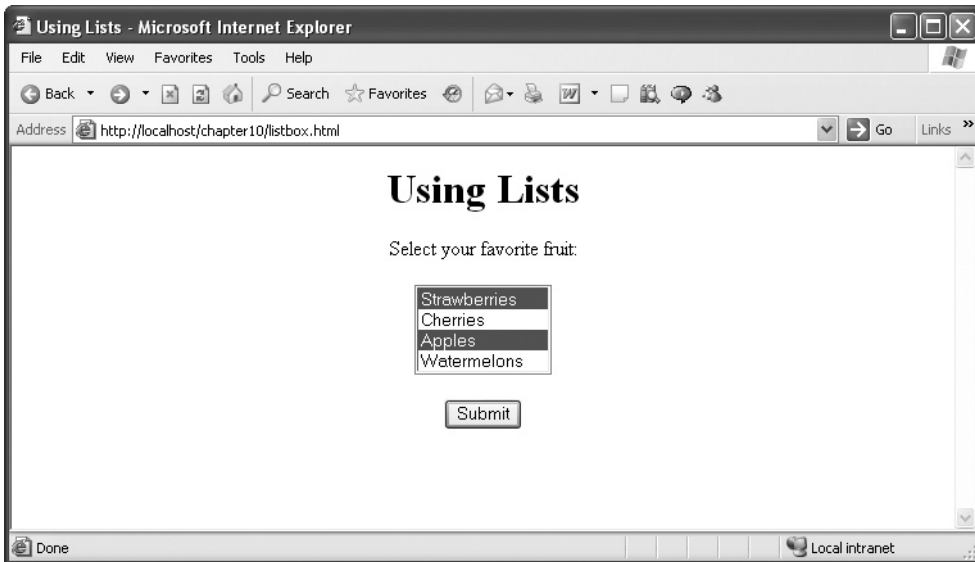 Using Lists - Microsoft Internet Explorer
File Edit View Favorites Tools Help
Back Search Favorites
Address http://localhost/chapter10/listbox.html Go Links »
Using Lists
Select your favorite fruit:
Strawberries
Cherries
Apples
Watermelons
Submit
Done Local intranet